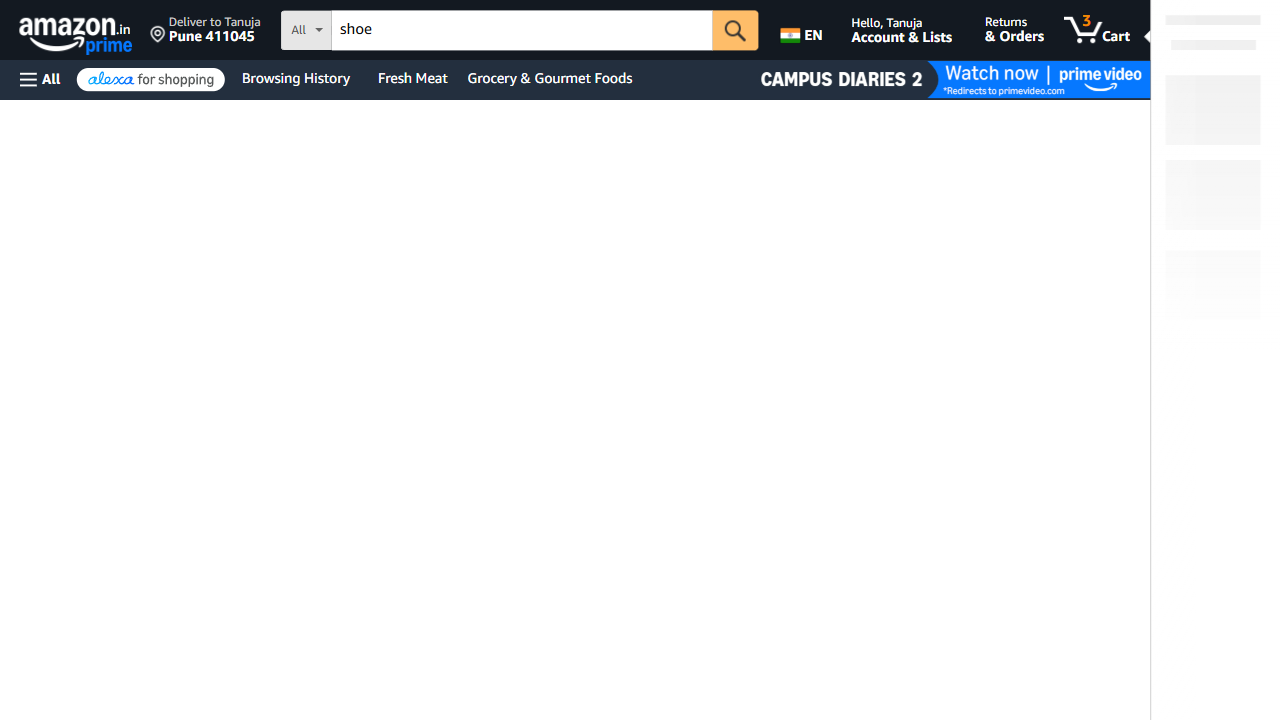 amazon.in
prime
Deliver to Tanuja
Pune 411045
All
shoe
EN
Hello, Tanuja
Account & Lists
Returns
& Orders
3
Cart
All
alexa for shopping
Browsing History
Fresh Meat
Grocery & Gourmet Foods
CAMPUS DIARIES 2
Watch now | prime video
*Redirects to primevideo.com